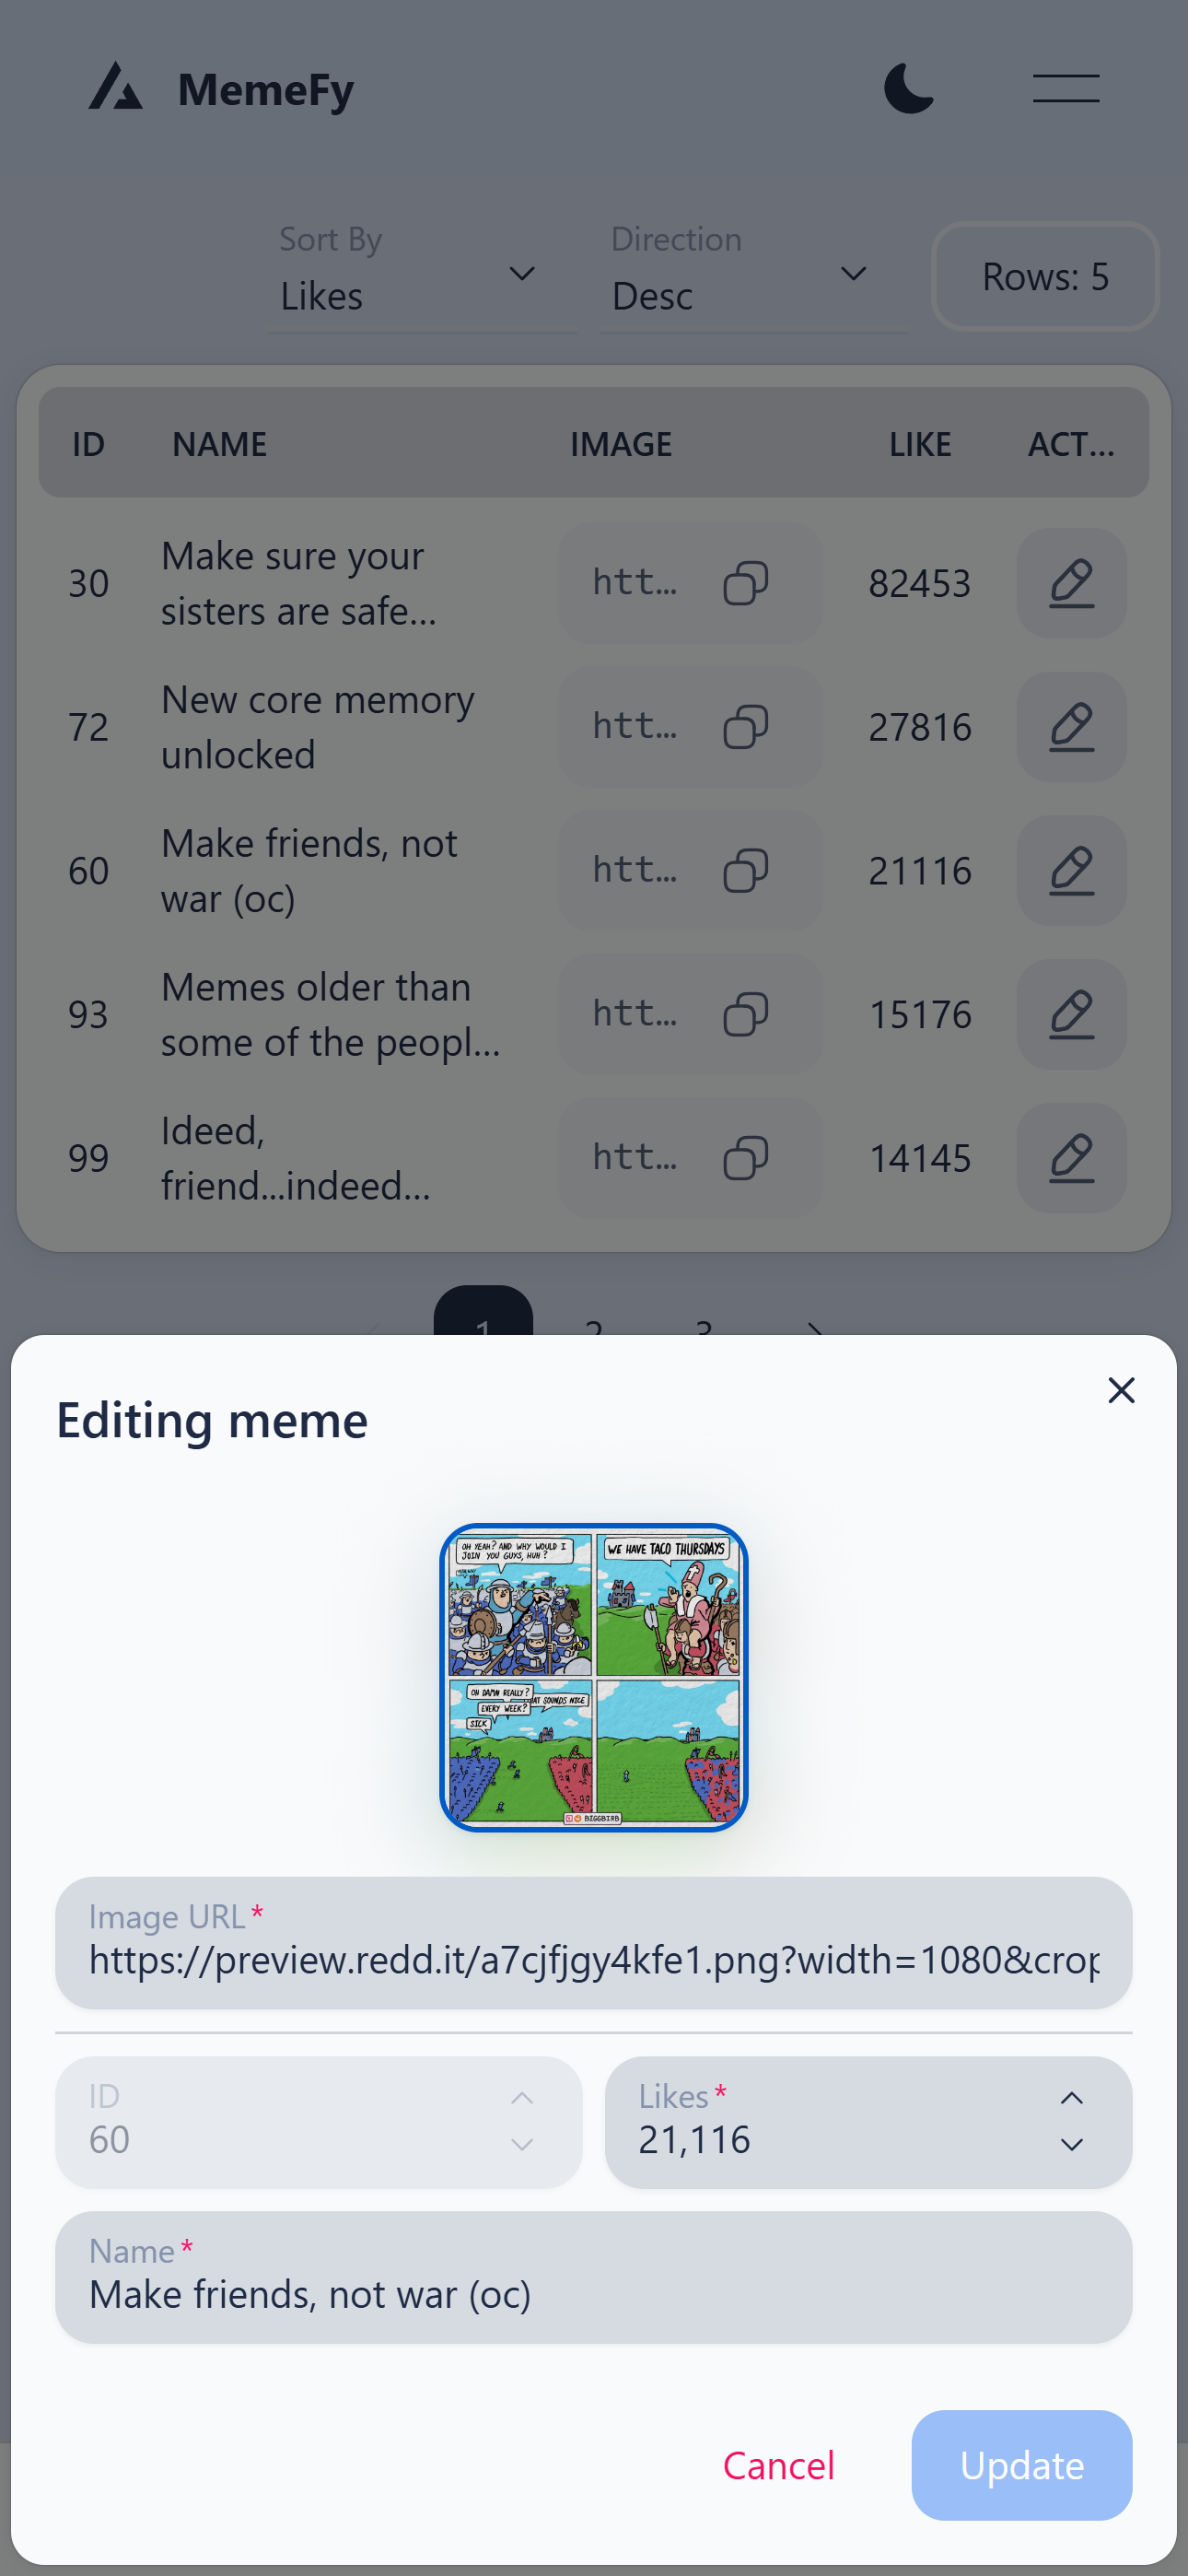 MemeFy
Sort By
Likes
Direction
Desc
Rows: 5
ID NAME IMAGE LIKE ACT...
30 Make sure your sisters are safe... htt... 82453
72 New core memory unlocked htt... 27816
60 Make friends, not war (oc) htt... 21116
93 Memes older than some of the peopl... htt... 15176
99 Ideed, friend...indeed... htt... 14145
1 2 3
Editing meme
OH YEAH? AND WHY WOULD I
JOIN YOU GUYS, HUH?
WE HAVE TACO THURSDAYS
OH DAMN REALLY?
AT SOUNDS NICE
EVERY WEEK?
SICK
BIGGBIRB
Image URL *
https://preview.redd.it/a7cjfjgy4kfe1.png?width=1080&crop
ID
60
Likes *
21,116
Name *
Make friends, not war (oc)
Cancel
Update